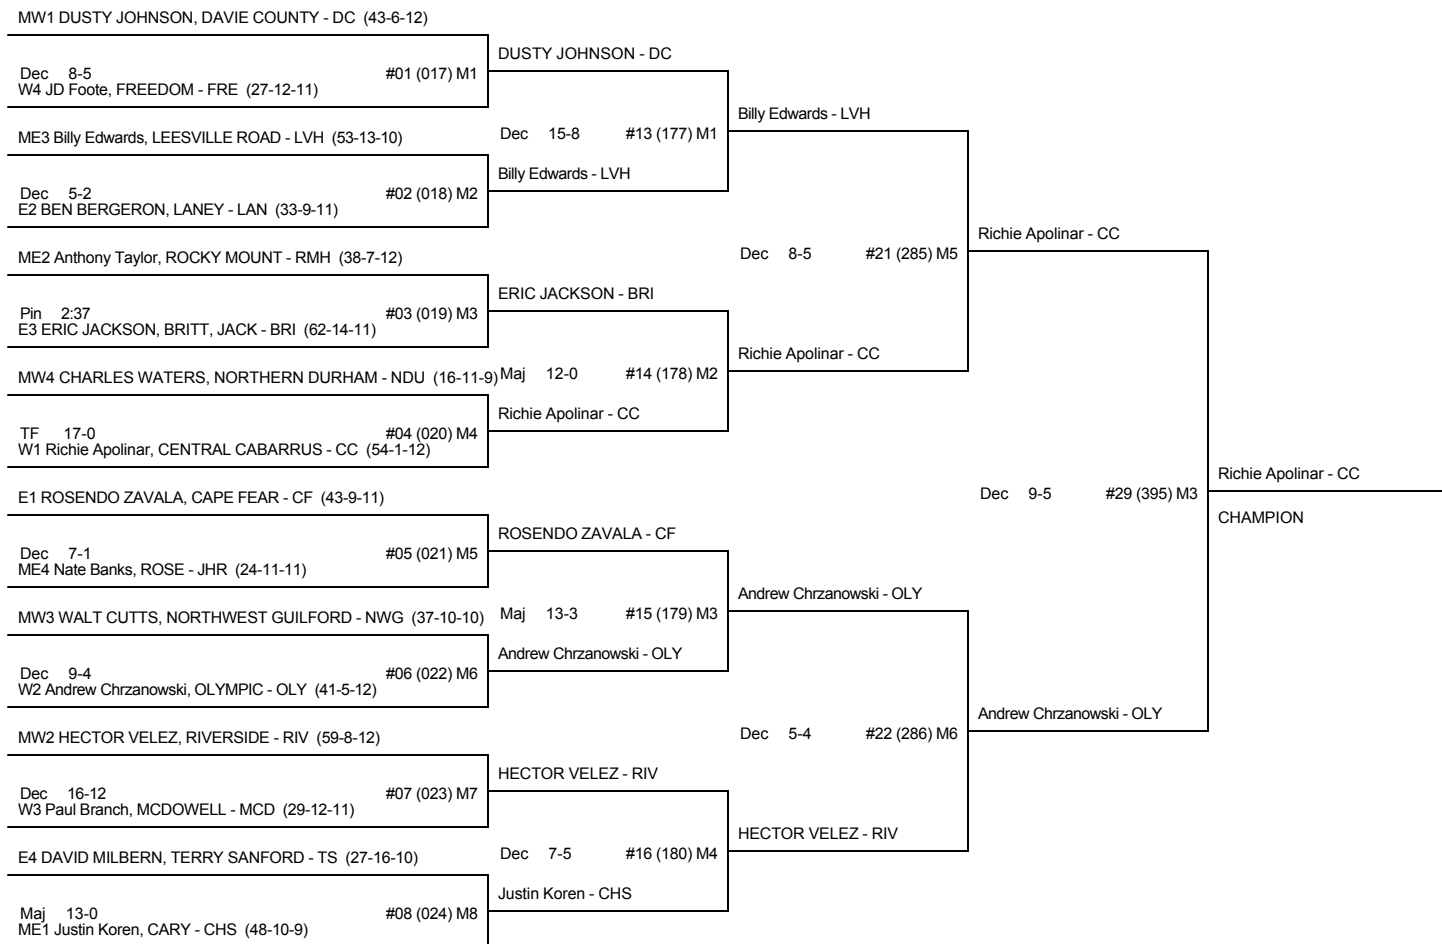 MW1 DUSTY JOHNSON, DAVIE COUNTY - DC (43-6-12)
DUSTY JOHNSON - DC
Dec 8-5 #01 (017) M1
W4 JD Foote, FREEDOM - FRE (27-12-11)
Billy Edwards - LVH
ME3 Billy Edwards, LEESVILLE ROAD - LVH (53-13-10)
Dec 15-8 #13 (177) M1
Billy Edwards - LVH
Dec 5-2 #02 (018) M2
E2 BEN BERGERON, LANEY - LAN (33-9-11)
Richie Apolinar - CC
ME2 Anthony Taylor, ROCKY MOUNT - RMH (38-7-12)
Dec 8-5 #21 (285) M5
ERIC JACKSON - BRI
Pin 2:37 #03 (019) M3
E3 ERIC JACKSON, BRITT, JACK - BRI (62-14-11)
Richie Apolinar - CC
MW4 CHARLES WATERS, NORTHERN DURHAM - NDU (16-11-9)
Maj 12-0 #14 (178) M2
Richie Apolinar - CC
TF 17-0 #04 (020) M4
W1 Richie Apolinar, CENTRAL CABARRUS - CC (54-1-12)
Richie Apolinar - CC
E1 ROSENDO ZAVALA, CAPE FEAR - CF (43-9-11)
Dec 9-5 #29 (395) M3
CHAMPION
ROSENDO ZAVALA - CF
Dec 7-1 #05 (021) M5
ME4 Nate Banks, ROSE - JHR (24-11-11)
Andrew Chrzanowski - OLY
MW3 WALT CUTTS, NORTHWEST GUILFORD - NWG (37-10-10)
Maj 13-3 #15 (179) M3
Andrew Chrzanowski - OLY
Dec 9-4 #06 (022) M6
W2 Andrew Chrzanowski, OLYMPIC - OLY (41-5-12)
Andrew Chrzanowski - OLY
MW2 HECTOR VELEZ, RIVERSIDE - RIV (59-8-12)
Dec 5-4 #22 (286) M6
HECTOR VELEZ - RIV
Dec 16-12 #07 (023) M7
W3 Paul Branch, MCDOWELL - MCD (29-12-11)
HECTOR VELEZ - RIV
E4 DAVID MILBERN, TERRY SANFORD - TS (27-16-10)
Dec 7-5 #16 (180) M4
Justin Koren - CHS
Maj 13-0 #08 (024) M8
ME1 Justin Koren, CARY - CHS (48-10-9)